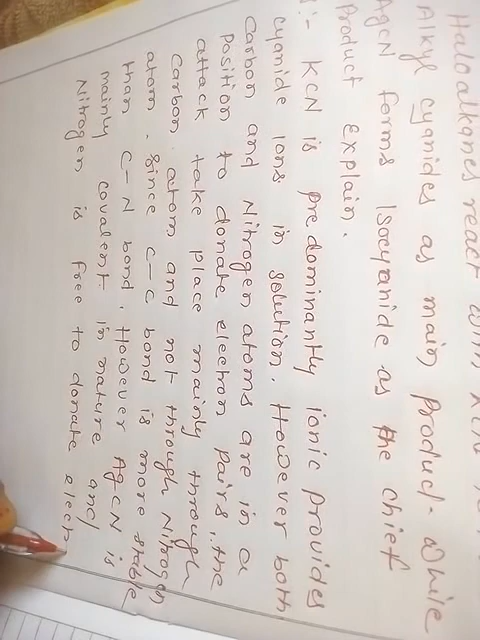 Haloalkanes react with KCN
Alkyl cyanides as main product - while
AgCN forms Isocyanide as the chief
Product Explain.
:- KCN is predominantly ionic provides
cyanide Ions in solution. However both
carbon and Nitrogen atoms are in a
Position to donate electron pairs, the
attack take place mainly through
Carbon atom and not through Nitrogen
atom. Since C-C bond is more stable
than C-N bond. However AgCN is
mainly covalent in nature and
Nitrogen is free to donate elect